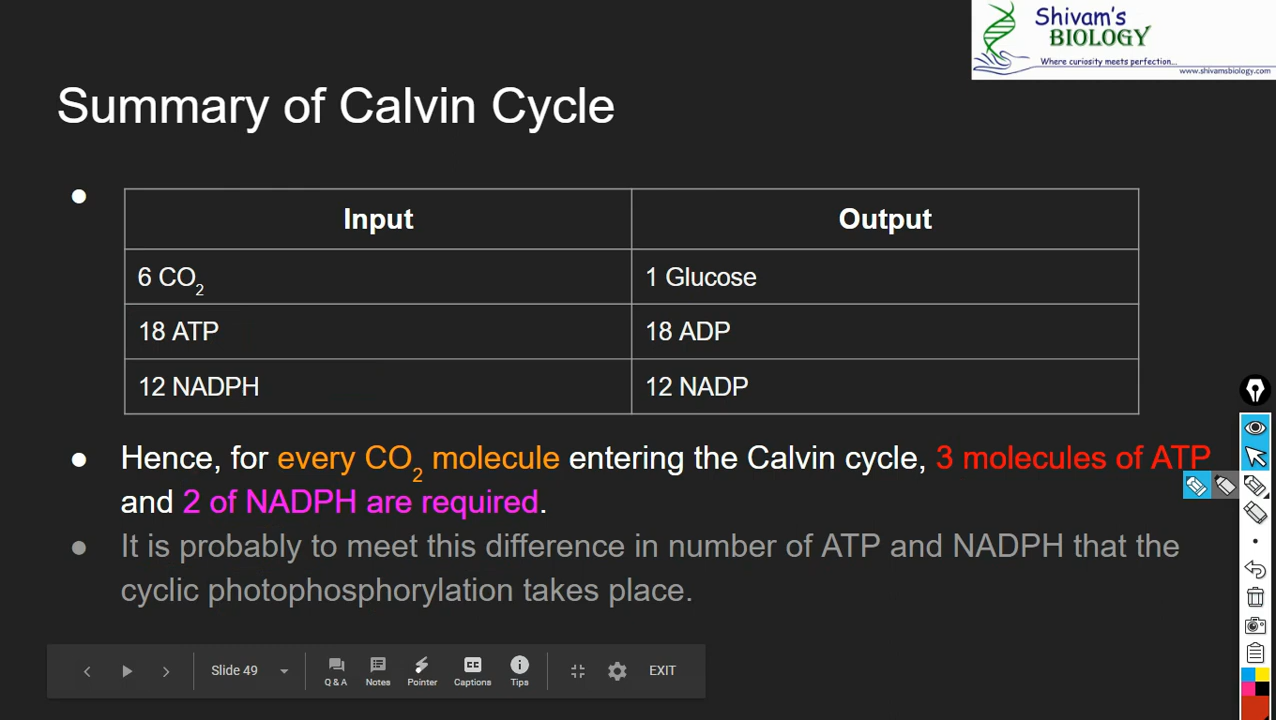 Shivam's
BIOLOGY
Where curiosity meets perfection...
www.shivamsbiology.com
Summary of Calvin Cycle
Input Output
6 CO2 1 Glucose
18 ATP 18 ADP
12 NADPH 12 NADP
Hence, for every CO2 molecule entering the Calvin cycle, 3 molecules of ATP
and 2 of NADPH are required.
It is probably to meet this difference in number of ATP and NADPH that the
cyclic photophosphorylation takes place.
Slide 49 Q & A Notes Pointer CC Captions Tips EXIT